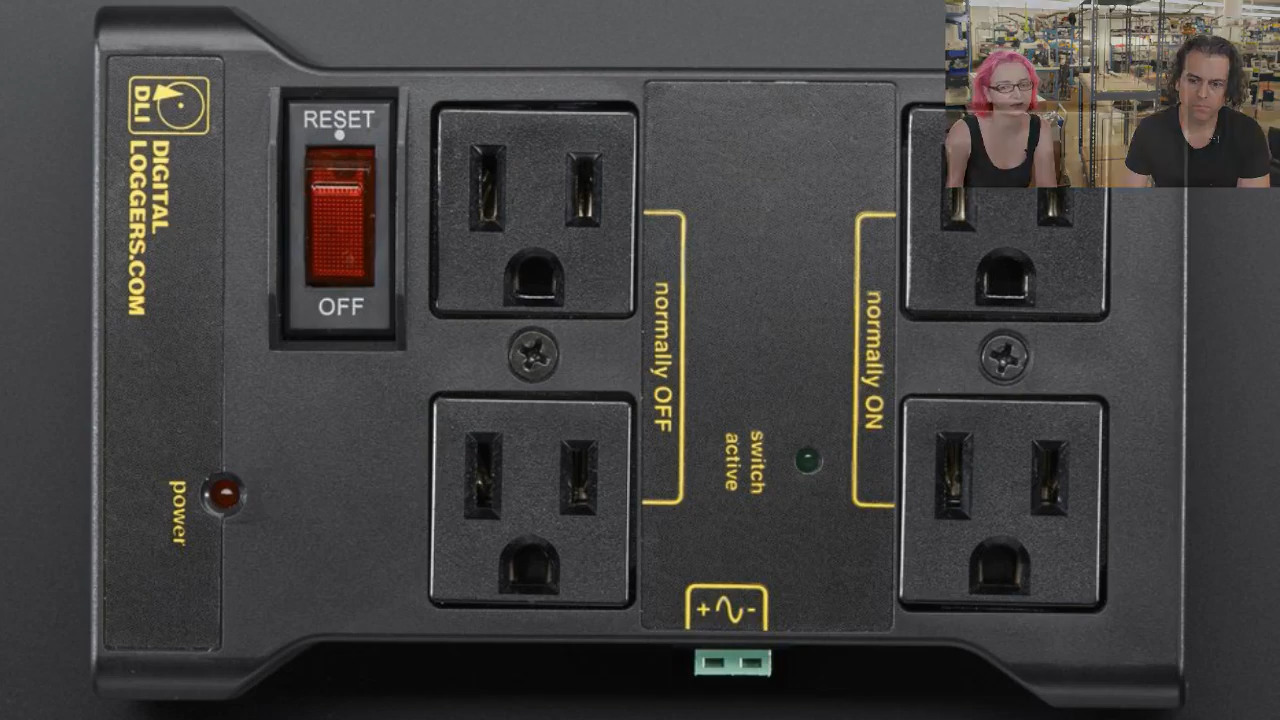 DLI
DIGITAL
LOGGERS.COM
RESET
OFF
normally OFF
normally ON
switch
active
power
+ -